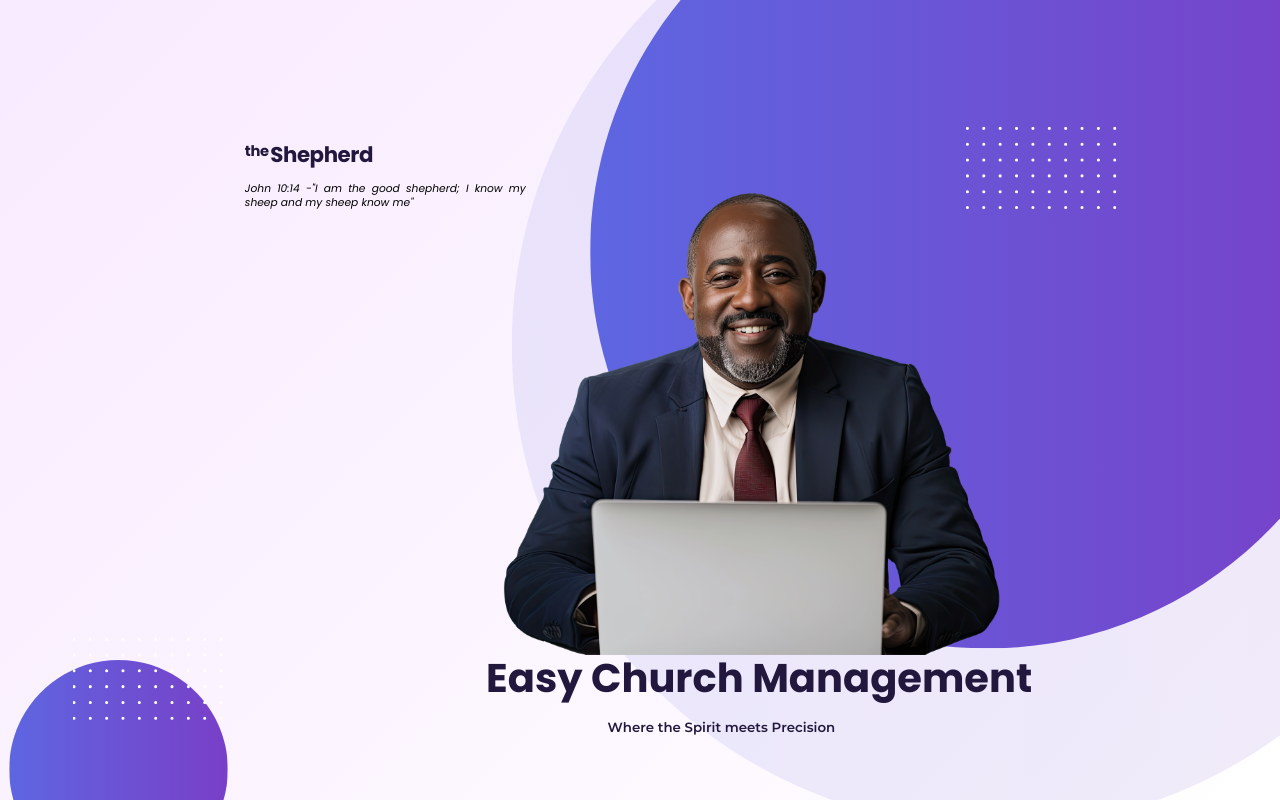 theShepherd
John 10:14 -"I am the good shepherd; I know my
sheep and my sheep know me"
Easy Church Management
Where the Spirit meets Precision